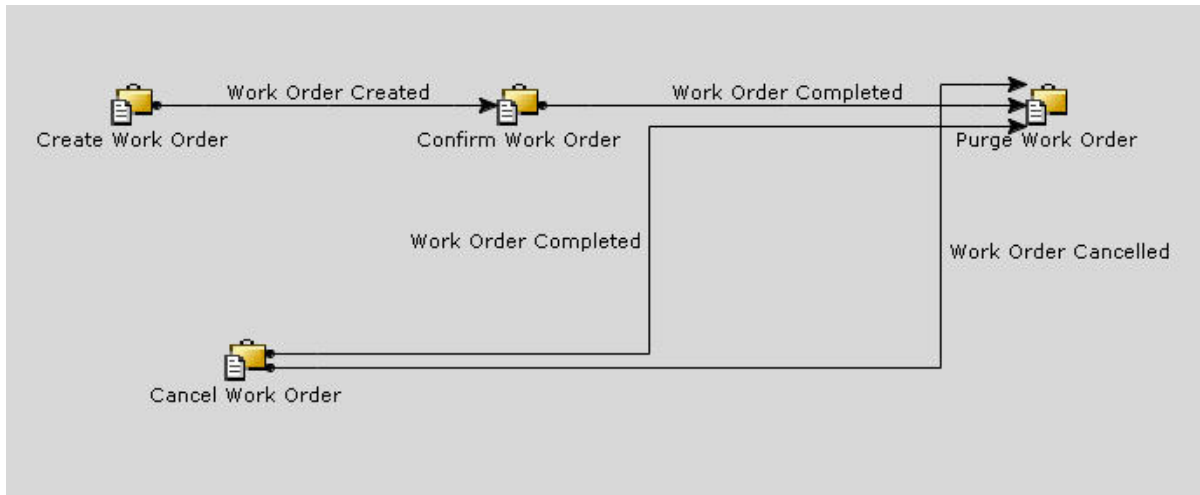 Work Order Created
Work Order Completed
Create Work Order
Confirm Work Order
Purge Work Order
Work Order Completed
Work Order Cancelled
Cancel Work Order